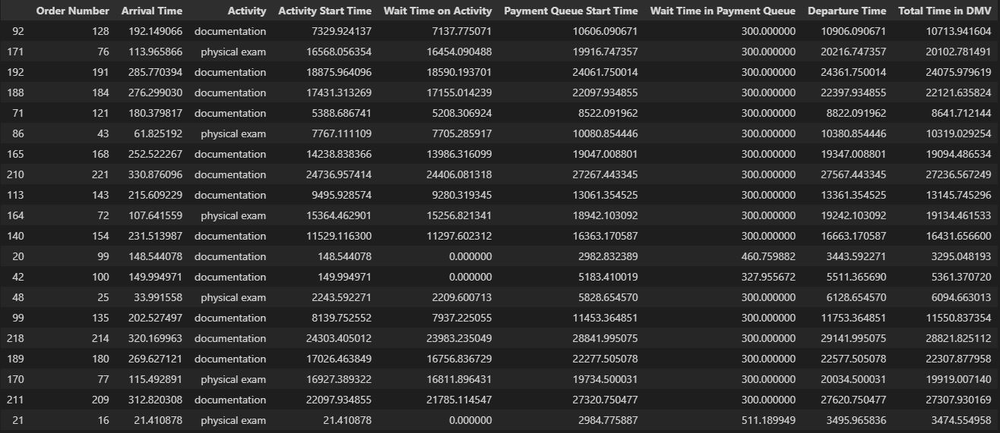 Order Number Arrival Time Activity Activity Start Time Wait Time on Activity Payment Queue Start Time Wait Time in Payment Queue Departure Time Total Time in DMV
92 128 192.149066 documentation 7329.924137 7137.775071 10606.090671 300.000000 10906.090671 10713.941604
171 76 113.965866 physical exam 16568.056354 16454.090488 19916.747357 300.000000 20216.747357 20102.781491
192 191 285.770394 documentation 18875.964096 18590.193701 24061.750014 300.000000 24361.750014 24075.979619
188 184 276.299030 documentation 17431.313269 17155.014239 22097.934855 300.000000 22397.934855 22121.635824
71 121 180.379817 documentation 5388.686741 5208.306924 8522.091962 300.000000 8822.091962 8641.712144
86 43 61.825192 physical exam 7767.111109 7705.285917 10080.854446 300.000000 10380.854446 10319.029254
165 168 252.522267 documentation 14238.838366 13986.316099 19047.008801 300.000000 19347.008801 19094.486534
210 221 330.876096 documentation 24736.957414 24406.081318 27267.443345 300.000000 27567.443345 27236.567249
113 143 215.609229 documentation 9495.928574 9280.319345 13061.354525 300.000000 13361.354525 13145.745296
164 72 107.641559 physical exam 15364.462901 15256.821341 18942.103092 300.000000 19242.103092 19134.461533
140 154 231.513987 documentation 11529.116300 11297.602312 16363.170587 300.000000 16663.170587 16431.656600
20 99 148.544078 documentation 148.544078 0.000000 2982.832389 460.759882 3443.592271 3295.048193
42 100 149.994971 documentation 149.994971 0.000000 5183.410019 327.955672 5511.365690 5361.370720
48 25 33.991558 physical exam 2243.592271 2209.600713 5828.654570 300.000000 6128.654570 6094.663013
99 135 202.527497 documentation 8139.752552 7937.225055 11453.364851 300.000000 11753.364851 11550.837354
218 214 320.169963 documentation 24303.405012 23983.235049 28841.995075 300.000000 29141.995075 28821.825112
189 180 269.627121 documentation 17026.463849 16756.836729 22277.505078 300.000000 22577.505078 22307.877958
170 77 115.492891 physical exam 16927.389322 16811.896431 19734.500031 300.000000 20034.500031 19919.007140
211 209 312.820308 documentation 22097.934855 21785.114547 27320.750477 300.000000 27620.750477 27307.930169
21 16 21.410878 physical exam 21.410878 0.000000 2984.775887 511.189949 3495.965836 3474.554958